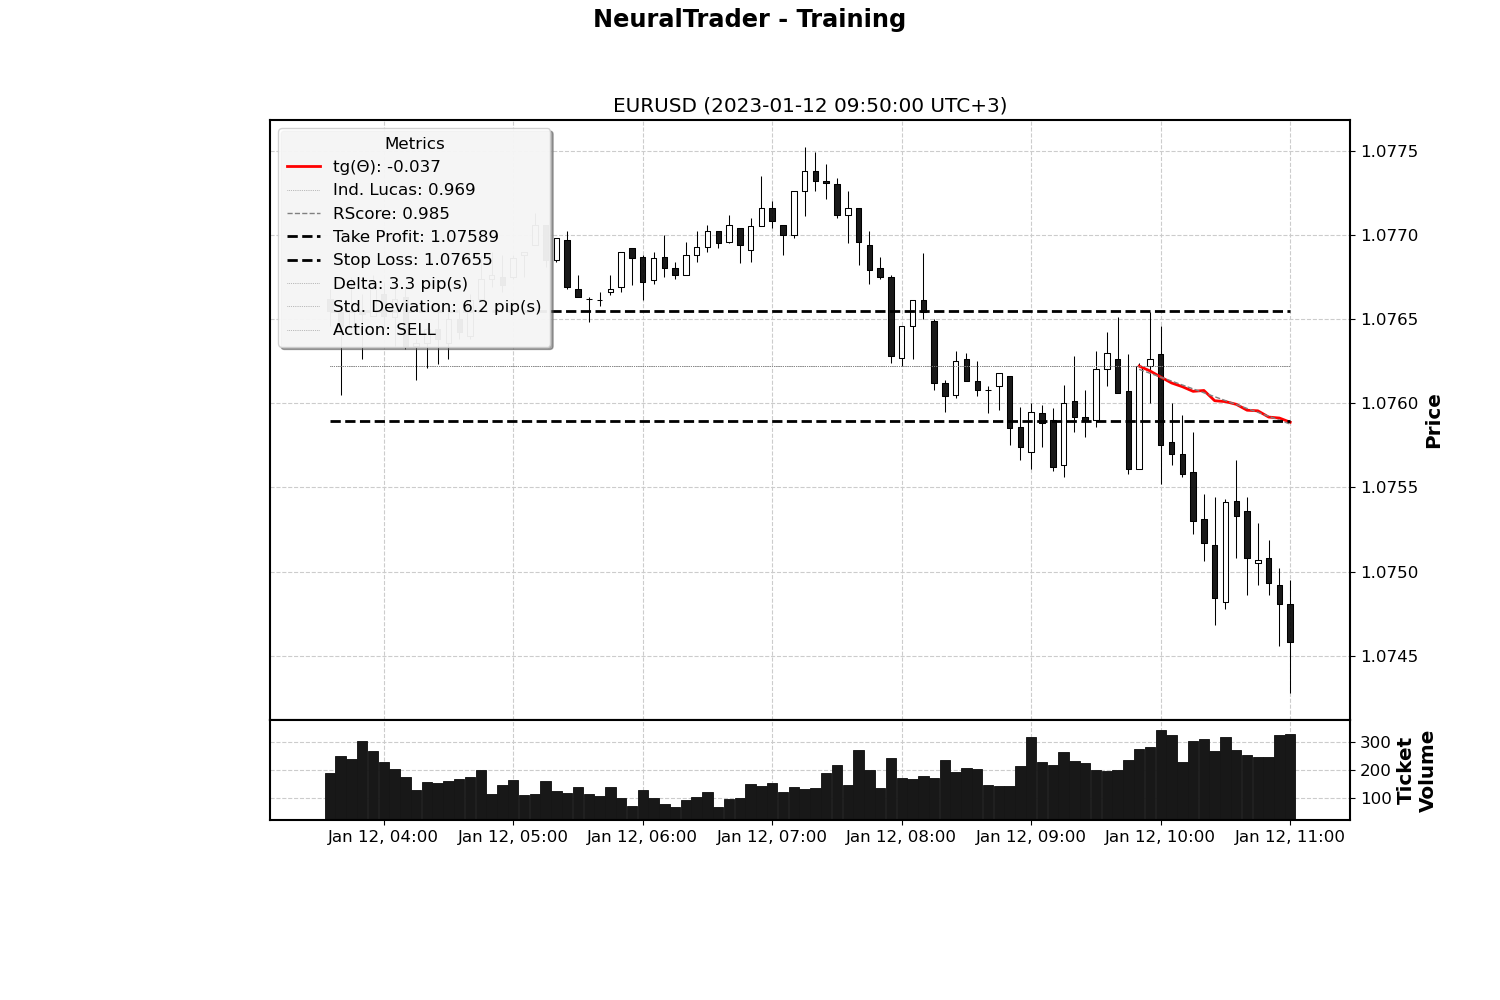 NeuralTrader - Training
EURUSD (2023-01-12 09:50:00 UTC+3)
Metrics
tg(Θ): -0.037
Ind. Lucas: 0.969
RScore: 0.985
Take Profit: 1.07589
Stop Loss: 1.07655
Delta: 3.3 pip(s)
Std. Deviation: 6.2 pip(s)
Action: SELL
1.0775
1.0770
1.0765
1.0760
1.0755
1.0750
1.0745
Price
300
200
100
Ticket
Volume
Jan 12, 04:00
Jan 12, 05:00
Jan 12, 06:00
Jan 12, 07:00
Jan 12, 08:00
Jan 12, 09:00
Jan 12, 10:00
Jan 12, 11:00